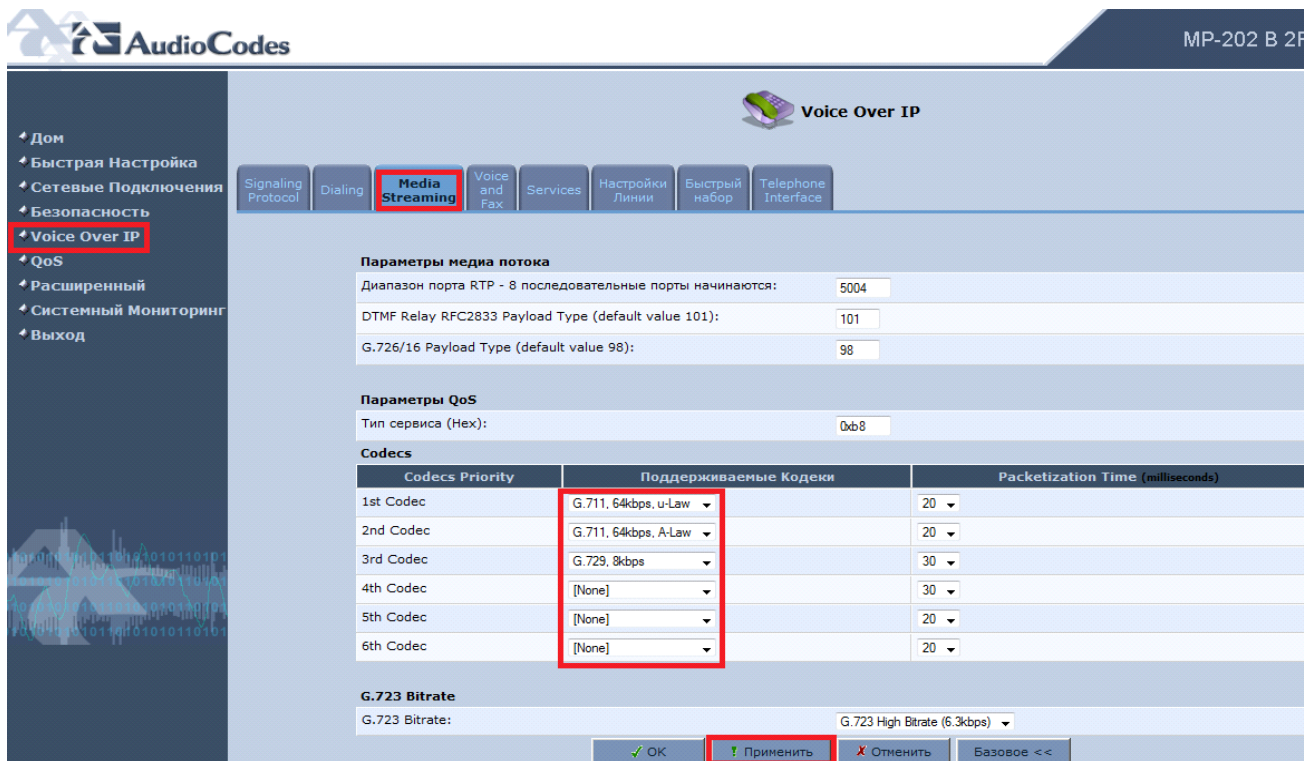 AudioCodes
MP-202 B 2F
Voice Over IP
Дом
Быстрая Настройка
Сетевые Подключения
Безопасность
Voice Over IP
QoS
Расширенный
Системный Мониторинг
Выход
Signaling Protocol
Dialing
Media Streaming
Voice and Fax
Services
Настройки Линии
Быстрый набор
Telephone Interface
Параметры медиа потока
Диапазон порта RTP - 8 последовательные порты начинаются: 5004
DTMF Relay RFC2833 Payload Type (default value 101): 101
G.726/16 Payload Type (default value 98): 98
Параметры QoS
Тип сервиса (Hex): 0xb8
Codecs
Codecs Priority Поддерживаемые Кодеки Packetization Time (milliseconds)
1st Codec G.711, 64kbps, u-Law 20
2nd Codec G.711, 64kbps, A-Law 20
3rd Codec G.729, 8kbps 30
4th Codec [None] 30
5th Codec [None] 20
6th Codec [None] 20
G.723 Bitrate
G.723 Bitrate: G.723 High Bitrate (6.3kbps)
OK Применить Отменить Базовое <<